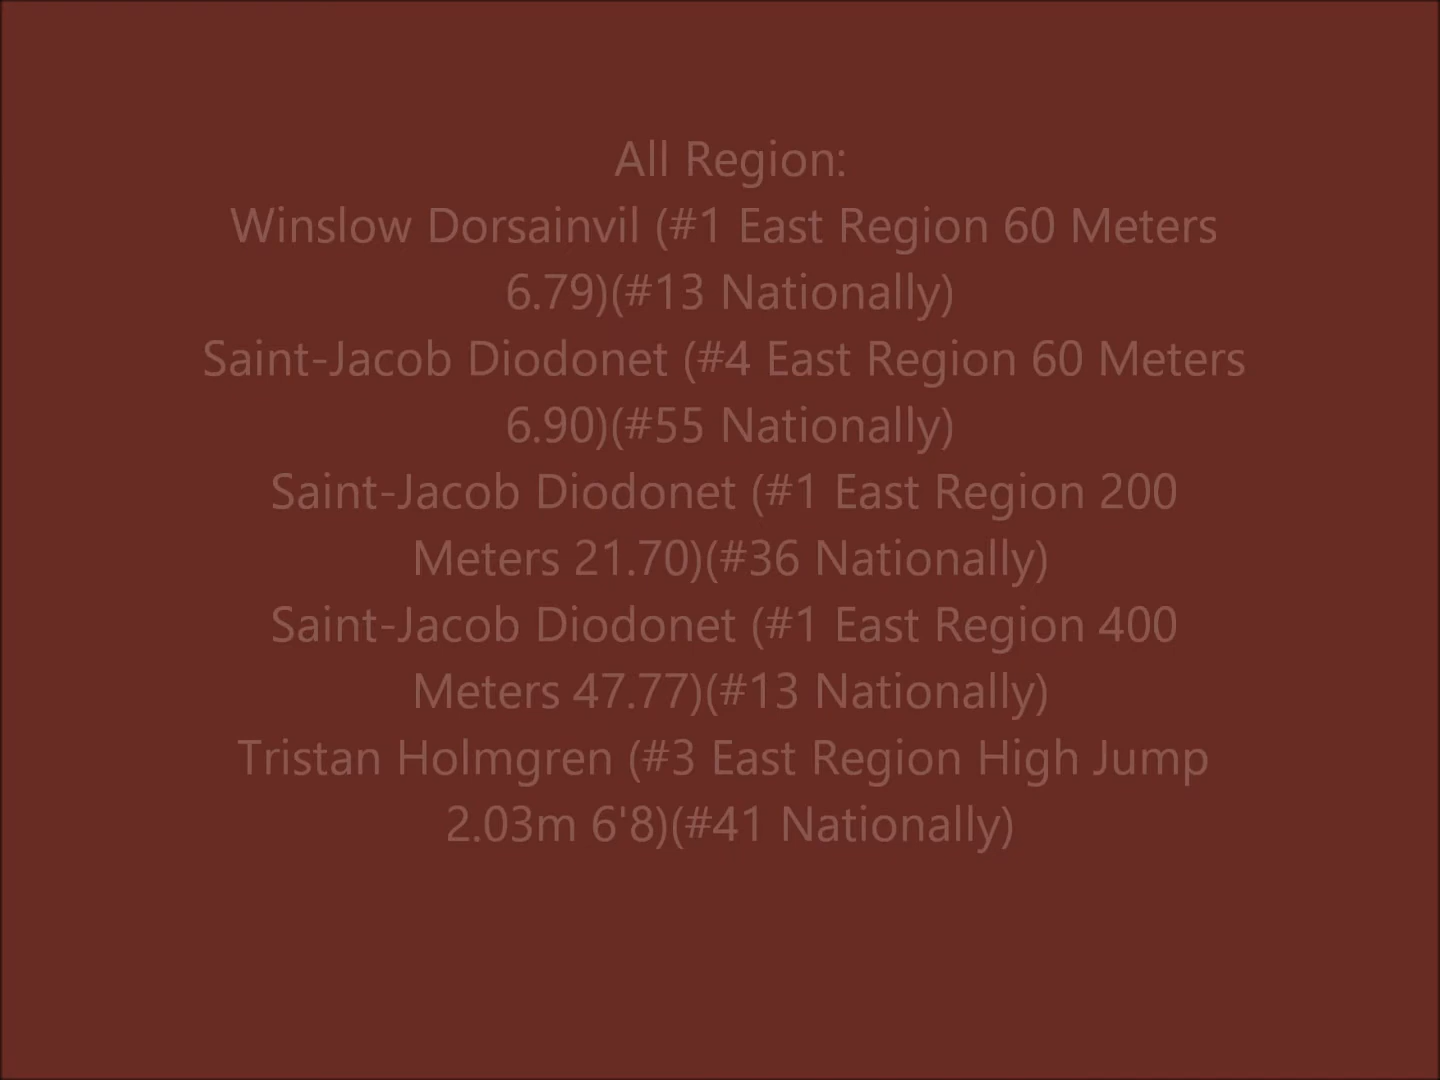 All Region:
Winslow Dorsainvil (#1 East Region 60 Meters
6.79)(#13 Nationally)
Saint-Jacob Diodonet (#4 East Region 60 Meters
6.90)(#55 Nationally)
Saint-Jacob Diodonet (#1 East Region 200
Meters 21.70)(#36 Nationally)
Saint-Jacob Diodonet (#1 East Region 400
Meters 47.77)(#13 Nationally)
Tristan Holmgren (#3 East Region High Jump
2.03m 6'8)(#41 Nationally)